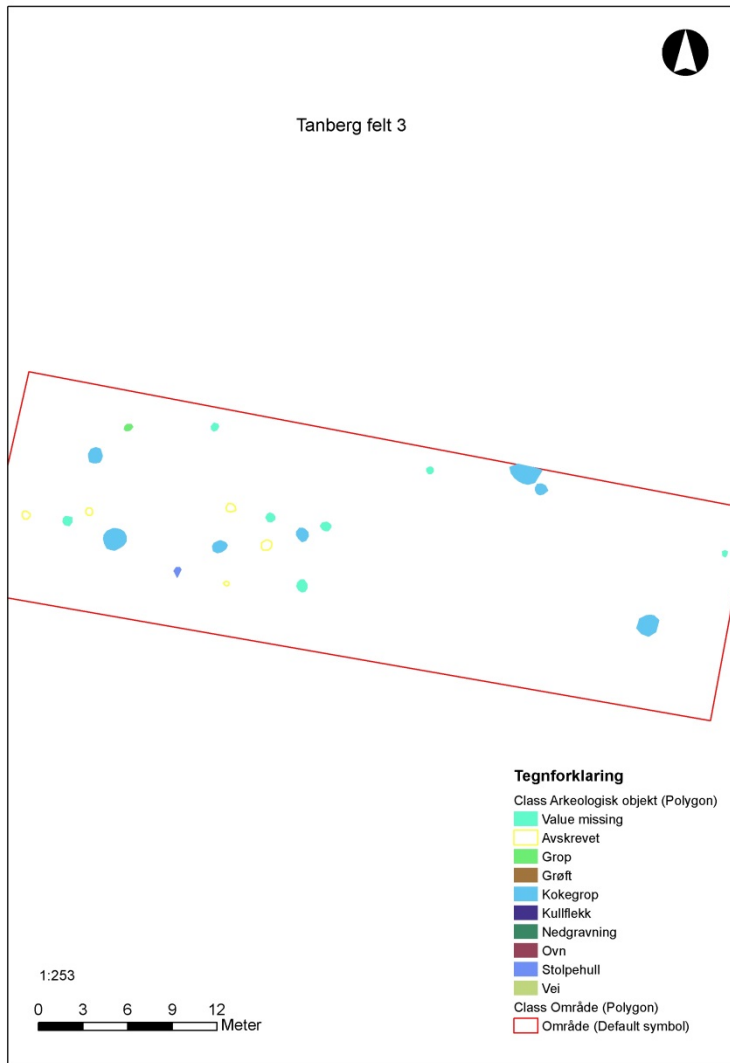 Tanberg felt 3
Tegnforklaring
Class Arkeologisk objekt (Polygon)
Value missing
Avskrevet
Grop
Grøft
Kokegrop
Kullflekk
Nedgravning
Ovn
Stolpehull
Vei
Class Område (Polygon)
Område (Default symbol)
1:253
0 3 6 9 12
Meter